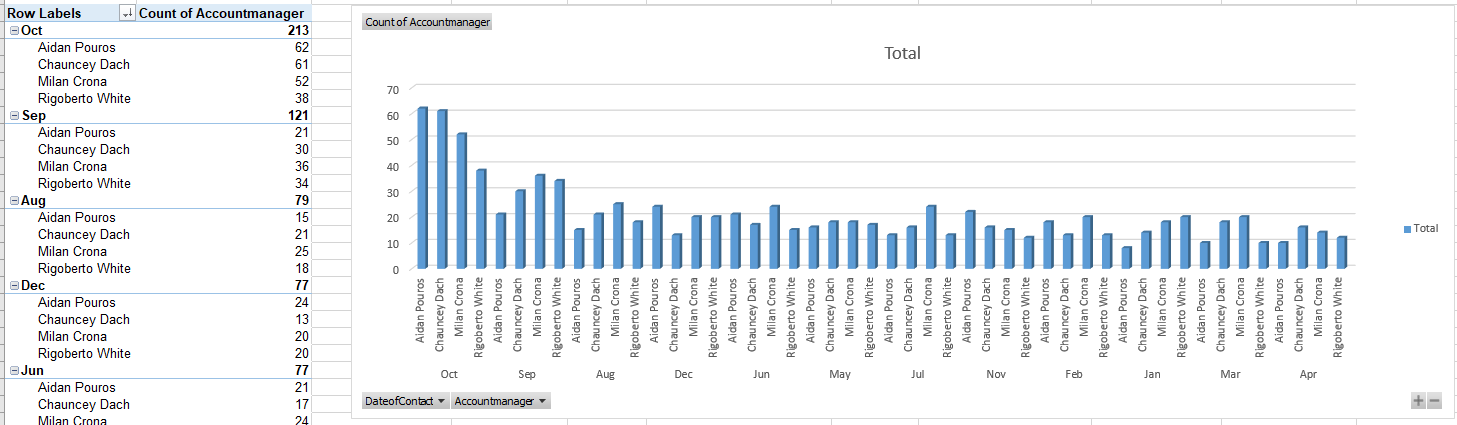 Row Labels Count of Accountmanager
Oct 213
Aidan Pouros 62
Chauncey Dach 61
Milan Crona 52
Rigoberto White 38
Sep 121
Aidan Pouros 21
Chauncey Dach 30
Milan Crona 36
Rigoberto White 34
Aug 79
Aidan Pouros 15
Chauncey Dach 21
Milan Crona 25
Rigoberto White 18
Dec 77
Aidan Pouros 24
Chauncey Dach 13
Milan Crona 20
Rigoberto White 20
Jun 77
Aidan Pouros 21
Chauncey Dach 17
Milan Crona 24
Count of Accountmanager
Total
70
60
50
40
30
20
10
0
Aidan Pouros
Chauncey Dach
Milan Crona
Rigoberto White
Aidan Pouros
Chauncey Dach
Milan Crona
Rigoberto White
Aidan Pouros
Chauncey Dach
Milan Crona
Rigoberto White
Aidan Pouros
Chauncey Dach
Milan Crona
Rigoberto White
Aidan Pouros
Chauncey Dach
Milan Crona
Rigoberto White
Aidan Pouros
Chauncey Dach
Milan Crona
Rigoberto White
Aidan Pouros
Chauncey Dach
Milan Crona
Rigoberto White
Aidan Pouros
Chauncey Dach
Milan Crona
Rigoberto White
Aidan Pouros
Chauncey Dach
Milan Crona
Rigoberto White
Aidan Pouros
Chauncey Dach
Milan Crona
Rigoberto White
Aidan Pouros
Chauncey Dach
Milan Crona
Rigoberto White
Aidan Pouros
Chauncey Dach
Milan Crona
Rigoberto White
Oct Sep Aug Dec Jun May Jul Nov Feb Jan Mar Apr
Total
DateofContact Accountmanager